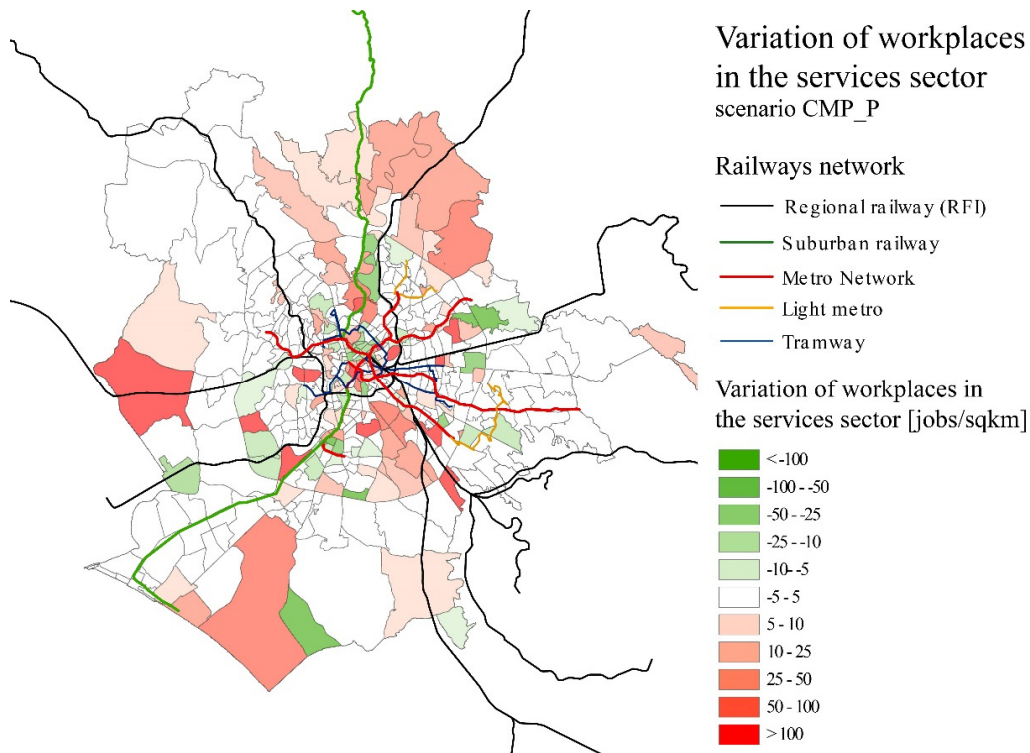 Variation of workplaces
in the services sector
scenario CMP_P
Railways network
Regional railway (RFI)
Suburban railway
Metro Network
Light metro
Tramway
Variation of workplaces in
the services sector [jobs/sqkm]
< -100
-100 - -50
-50 - -25
-25 - -10
-10 - -5
-5 - 5
5 - 10
10 - 25
25 - 50
50 - 100
> 100